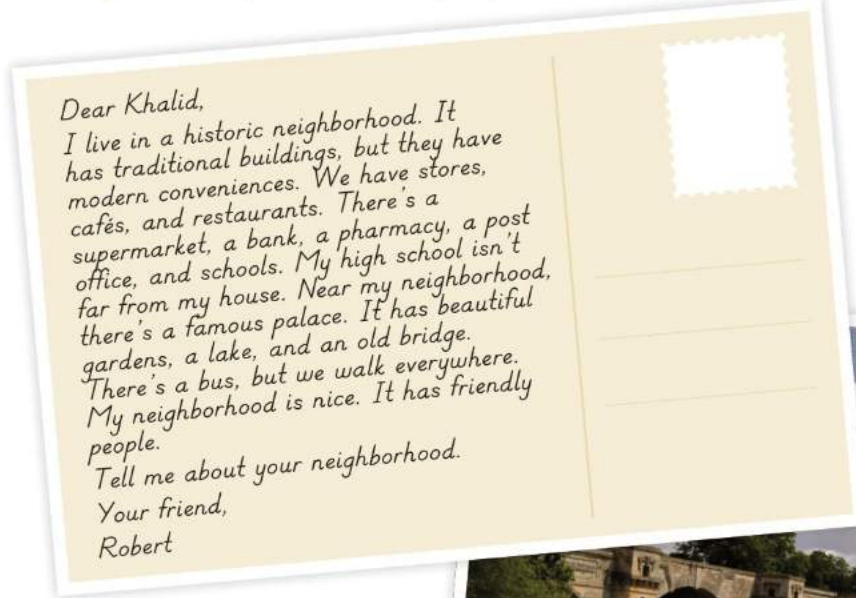 Dear Khalid,
I live in a historic neighborhood. It
has traditional buildings, but they have
modern conveniences. We have stores,
cafés, and restaurants. There's a
supermarket, a bank, a pharmacy, a post
office, and schools. My high school isn't
far from my house. Near my neighborhood,
there's a famous palace. It has beautiful
gardens, a lake, and an old bridge.
There's a bus, but we walk everywhere.
My neighborhood is nice. It has friendly
people.
Tell me about your neighborhood.
Your friend,
Robert